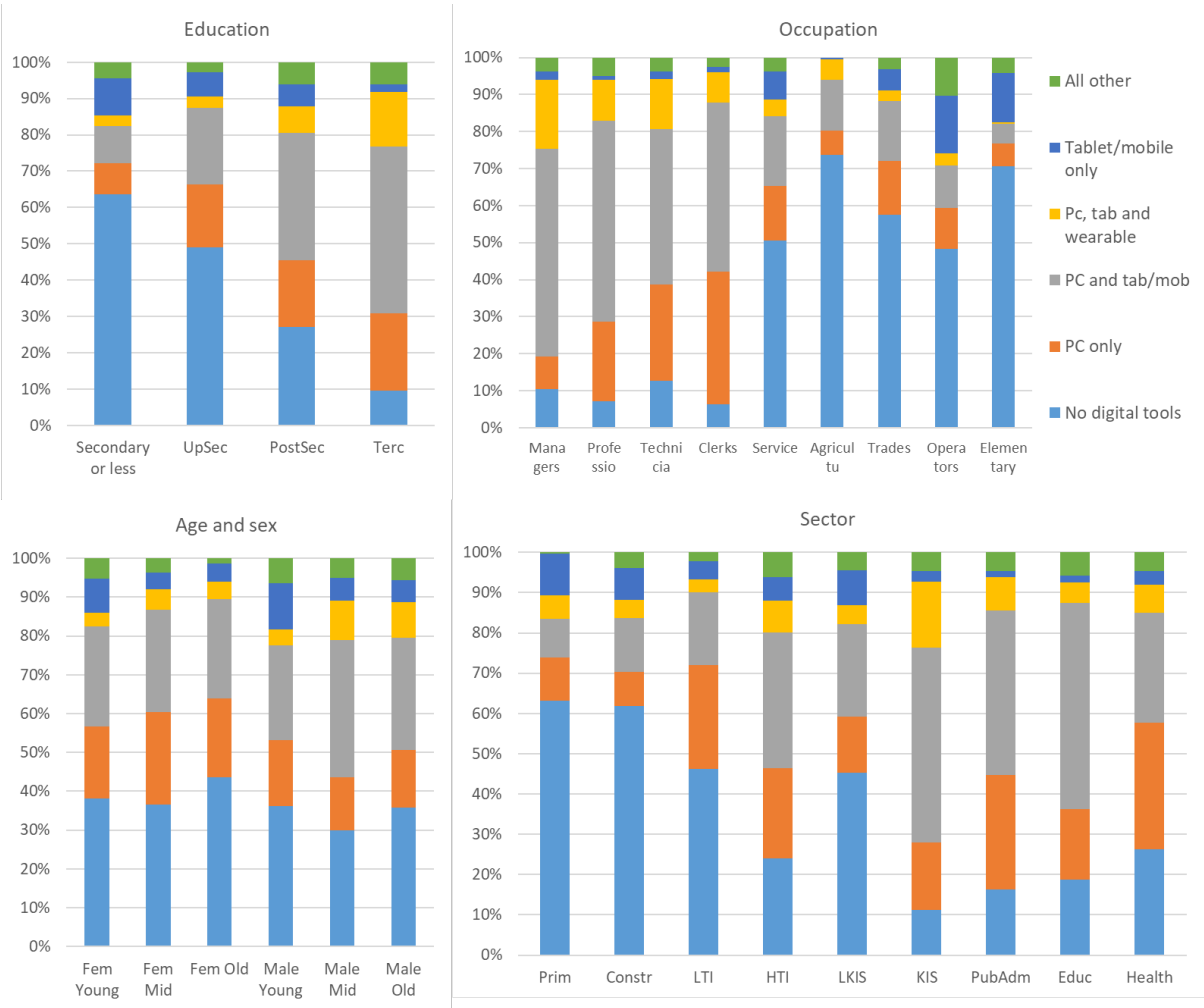 Education
100%
90%
80%
70%
60%
50%
40%
30%
20%
10%
0%
Secondary
or less
UpSec
PostSec
Terc
Occupation
100%
90%
80%
70%
60%
50%
40%
30%
20%
10%
0%
Mana
gers
Profe
ssio
Techni
cia
Clerks
Service
Agricul
tu
Trades
Opera
tors
Elemen
tary
All other
Tablet/mobile
only
Pc, tab and
wearable
PC and tab/mob
PC only
No digital tools
Age and sex
100%
90%
80%
70%
60%
50%
40%
30%
20%
10%
0%
Fem
Young
Fem
Mid
Fem Old
Male
Young
Male
Mid
Male
Old
Sector
100%
90%
80%
70%
60%
50%
40%
30%
20%
10%
0%
Prim
Constr
LTI
HTI
LKIS
KIS
PubAdm
Educ
Health